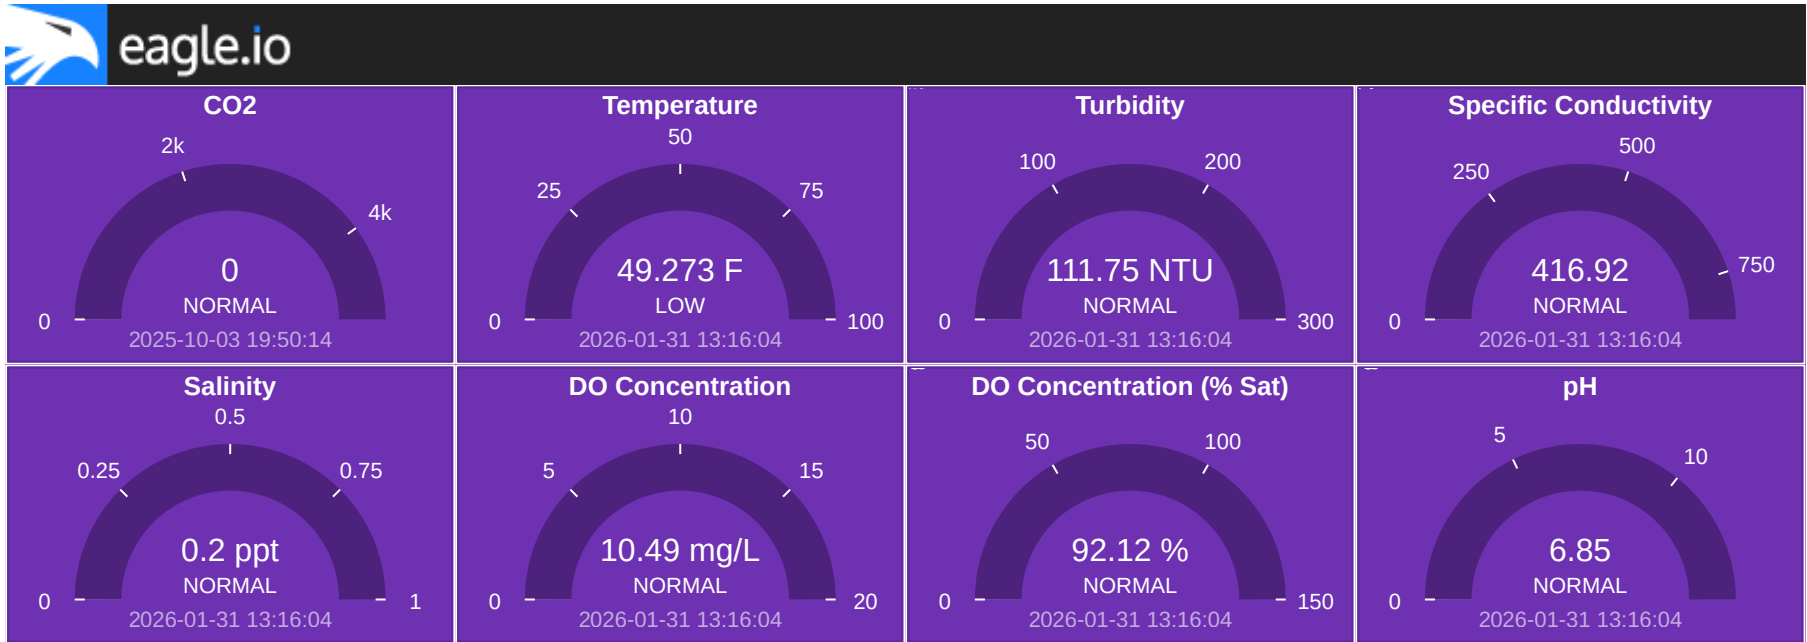 eagle.io
CO2
2k
4k
0
0
NORMAL
2025-10-03 19:50:14
Temperature
50
25
75
49.273 F
LOW
0
100
2026-01-31 13:16:04
Turbidity
100
200
111.75 NTU
NORMAL
0
300
2026-01-31 13:16:04
Specific Conductivity
500
250
750
416.92
NORMAL
0
2026-01-31 13:16:04
Salinity
0.5
0.25
0.75
0.2 ppt
NORMAL
0
1
2026-01-31 13:16:04
DO Concentration
10
5
15
10.49 mg/L
NORMAL
0
20
2026-01-31 13:16:04
DO Concentration (% Sat)
50
100
92.12 %
NORMAL
0
150
2026-01-31 13:16:04
pH
5
10
6.85
NORMAL
0
2026-01-31 13:16:04